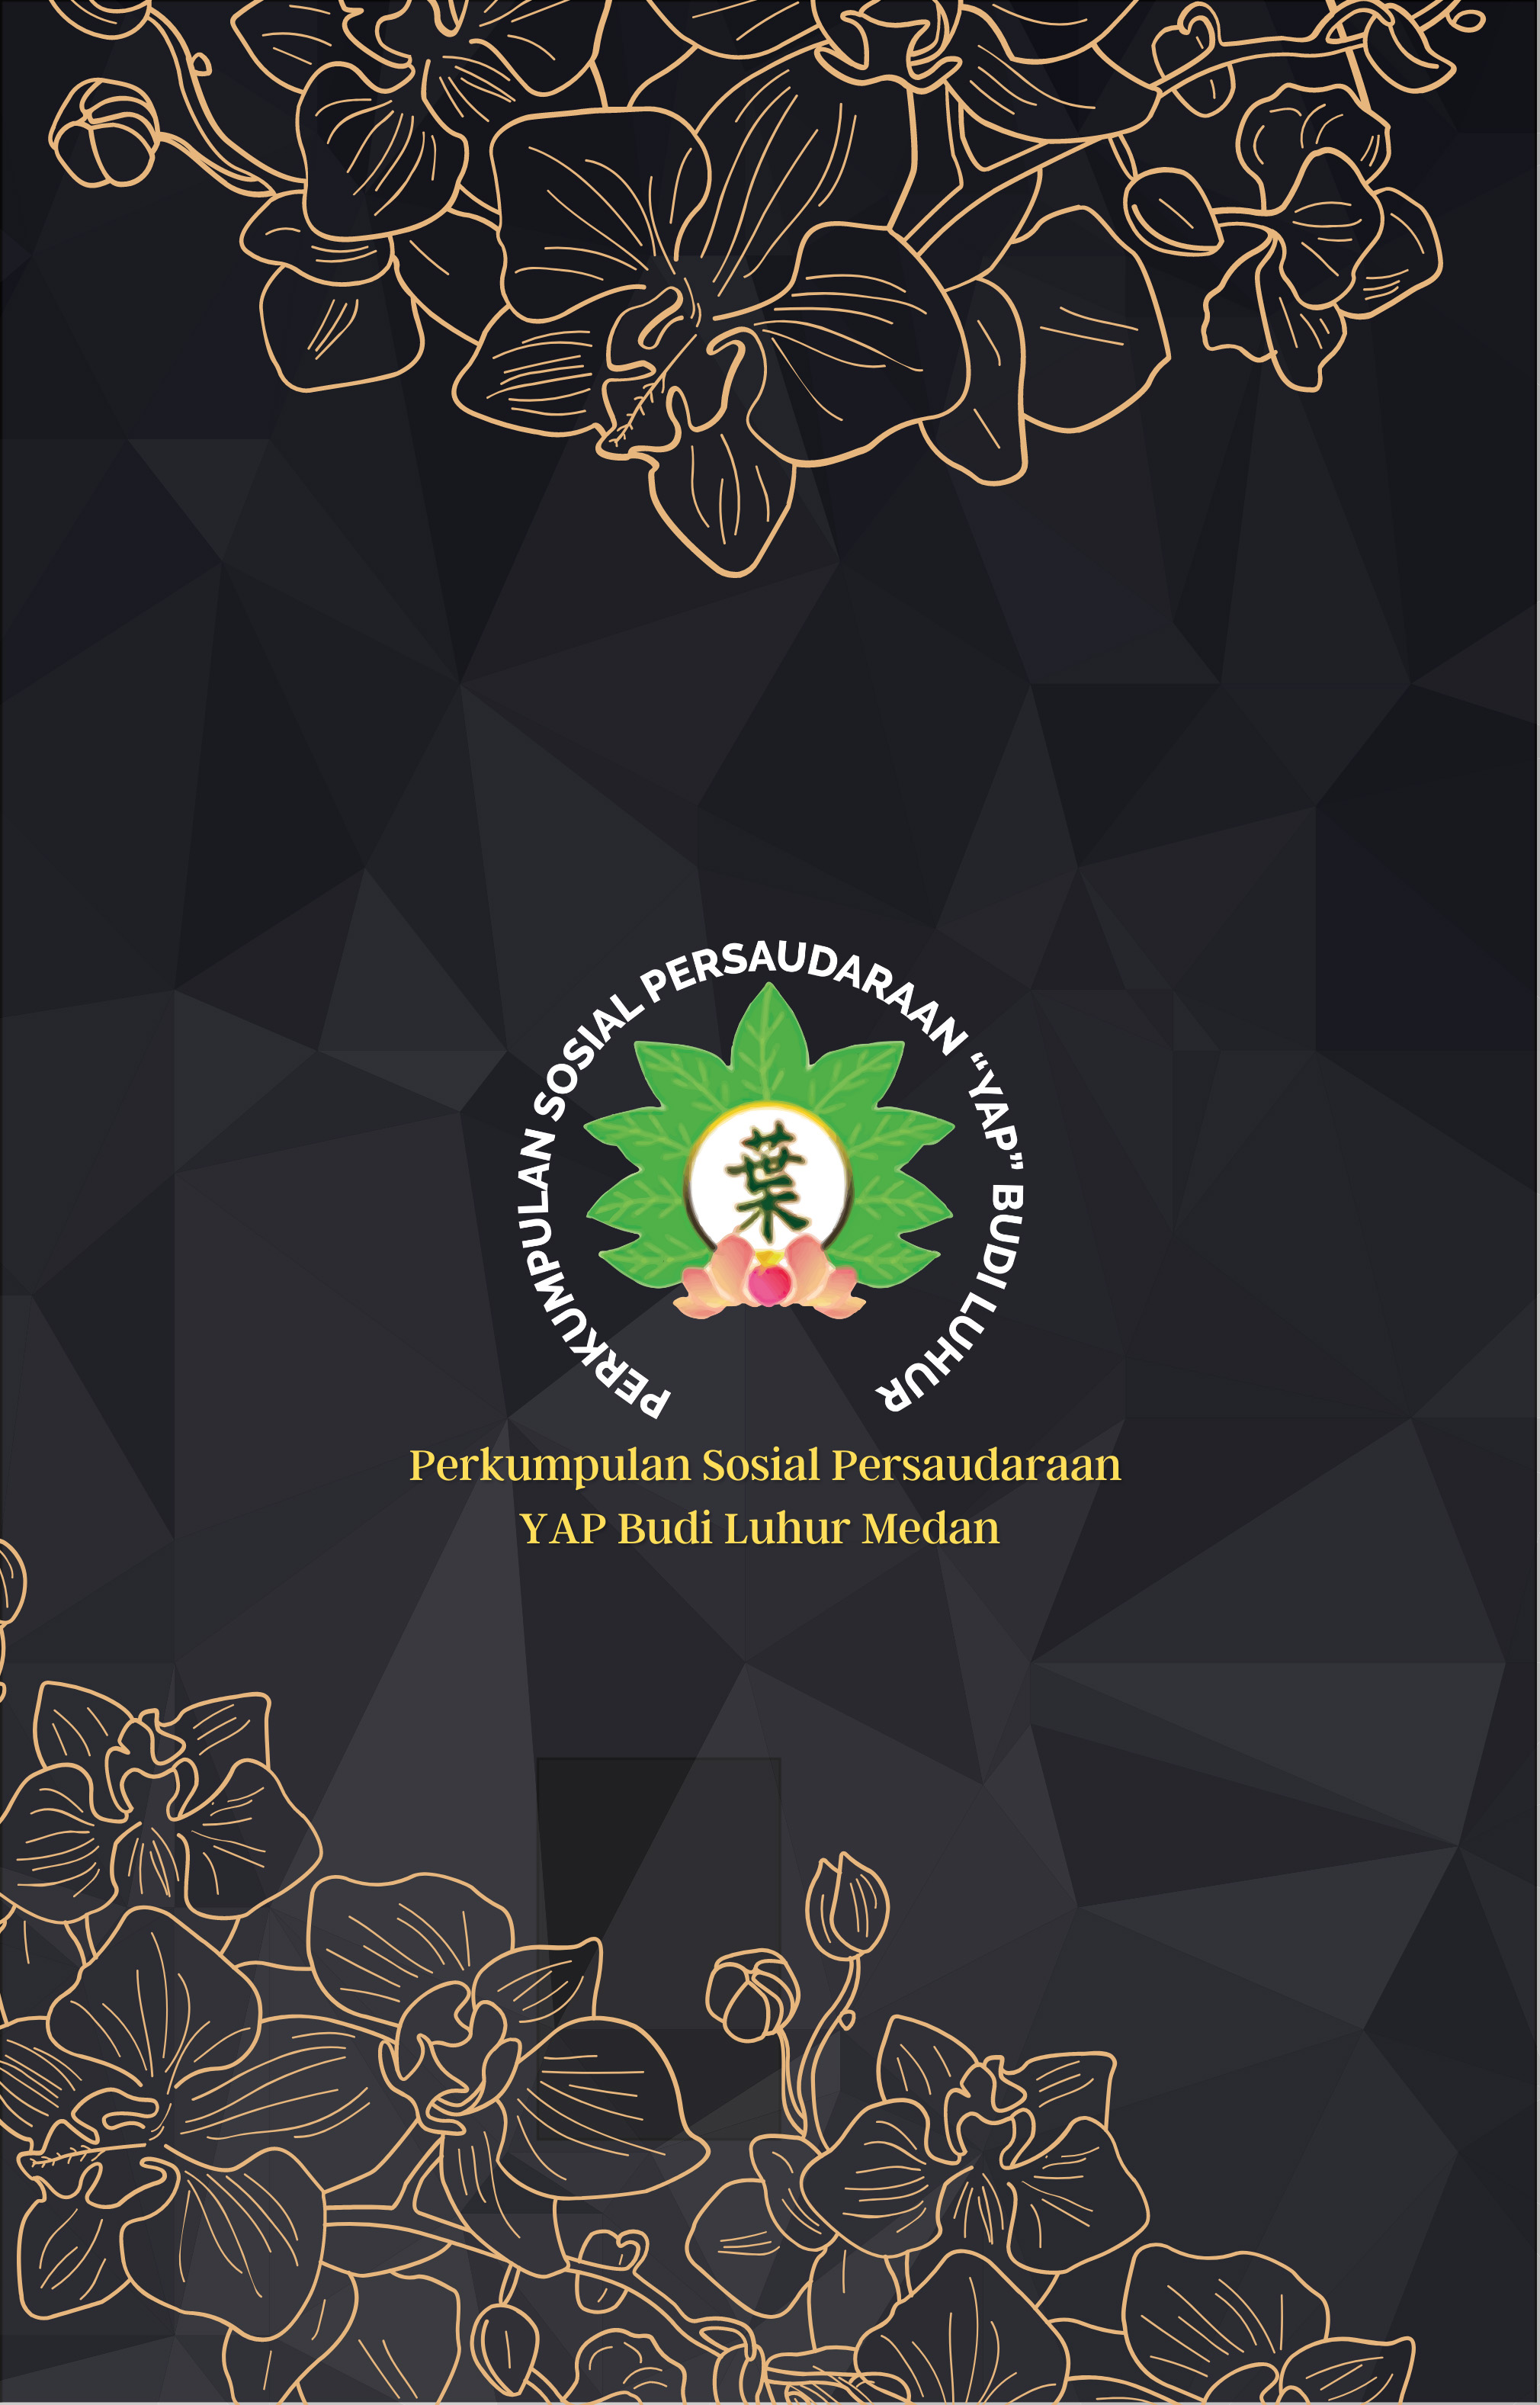 PERKUMPULAN SOSIAL PERSAUDARAAN “YAP” BUDI LUHUR
葉
Perkumpulan Sosial Persaudaraan
YAP Budi Luhur Medan